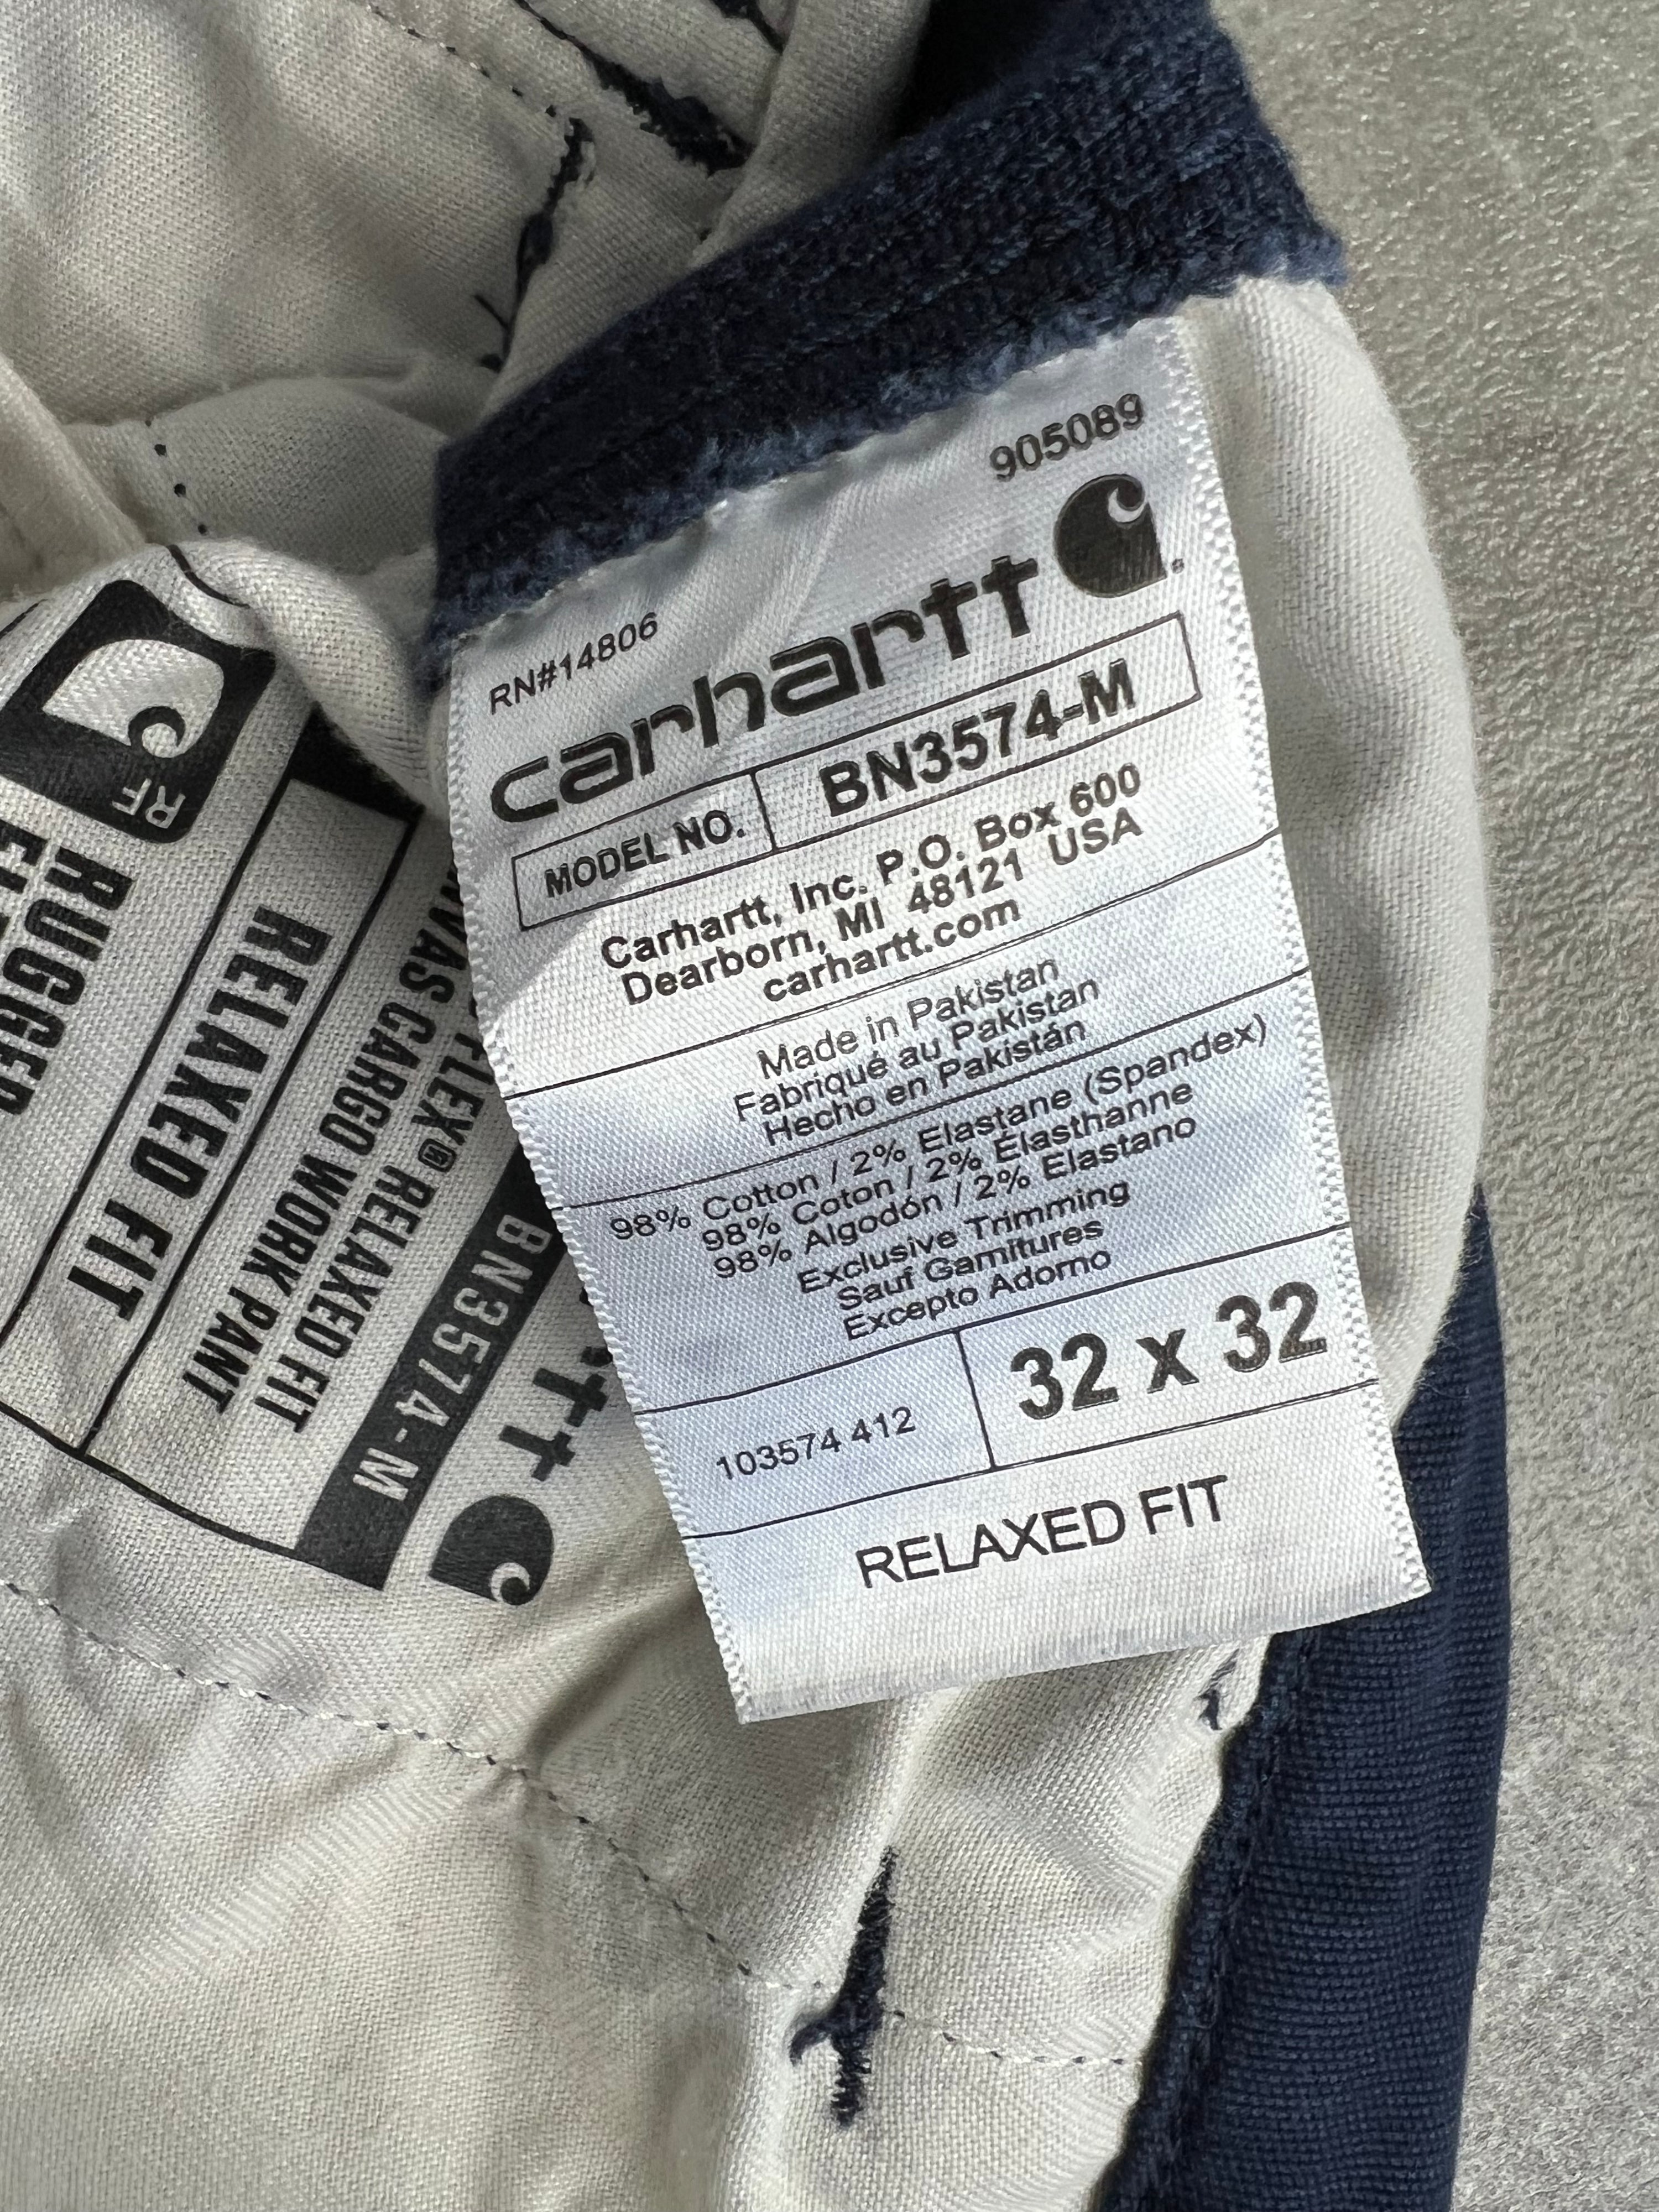 905089
RN#14806
carhartt
MODEL NO. BN3574-M
Carhartt, Inc. P.O. Box 600
Dearborn, MI 48121 USA
carhartt.com
Made in Pakistan
Fabriqué au Pakistan
Hecho en Pakistán
98% Cotton / 2% Elastane (Spandex)
98% Coton / 2% Élasthanne
98% Algodón / 2% Elastano
Exclusive Trimming
Sauf Garnitures
Excepto Adorno
103574 412
32 x 32
RELAXED FIT
BN3574-M
RELAXED FIT
CARGO WORK PANT
RELAXED FIT
RF